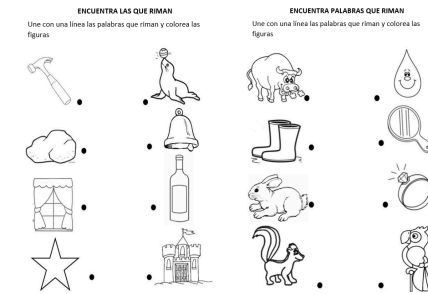 ENCUENTRA LAS QUE RIMAN
Une con una línea las palabras que riman y colorea las
figuras
ENCUENTRA PALABRAS QUE RIMAN
Une con una línea las palabras que riman y colorea las
figuras